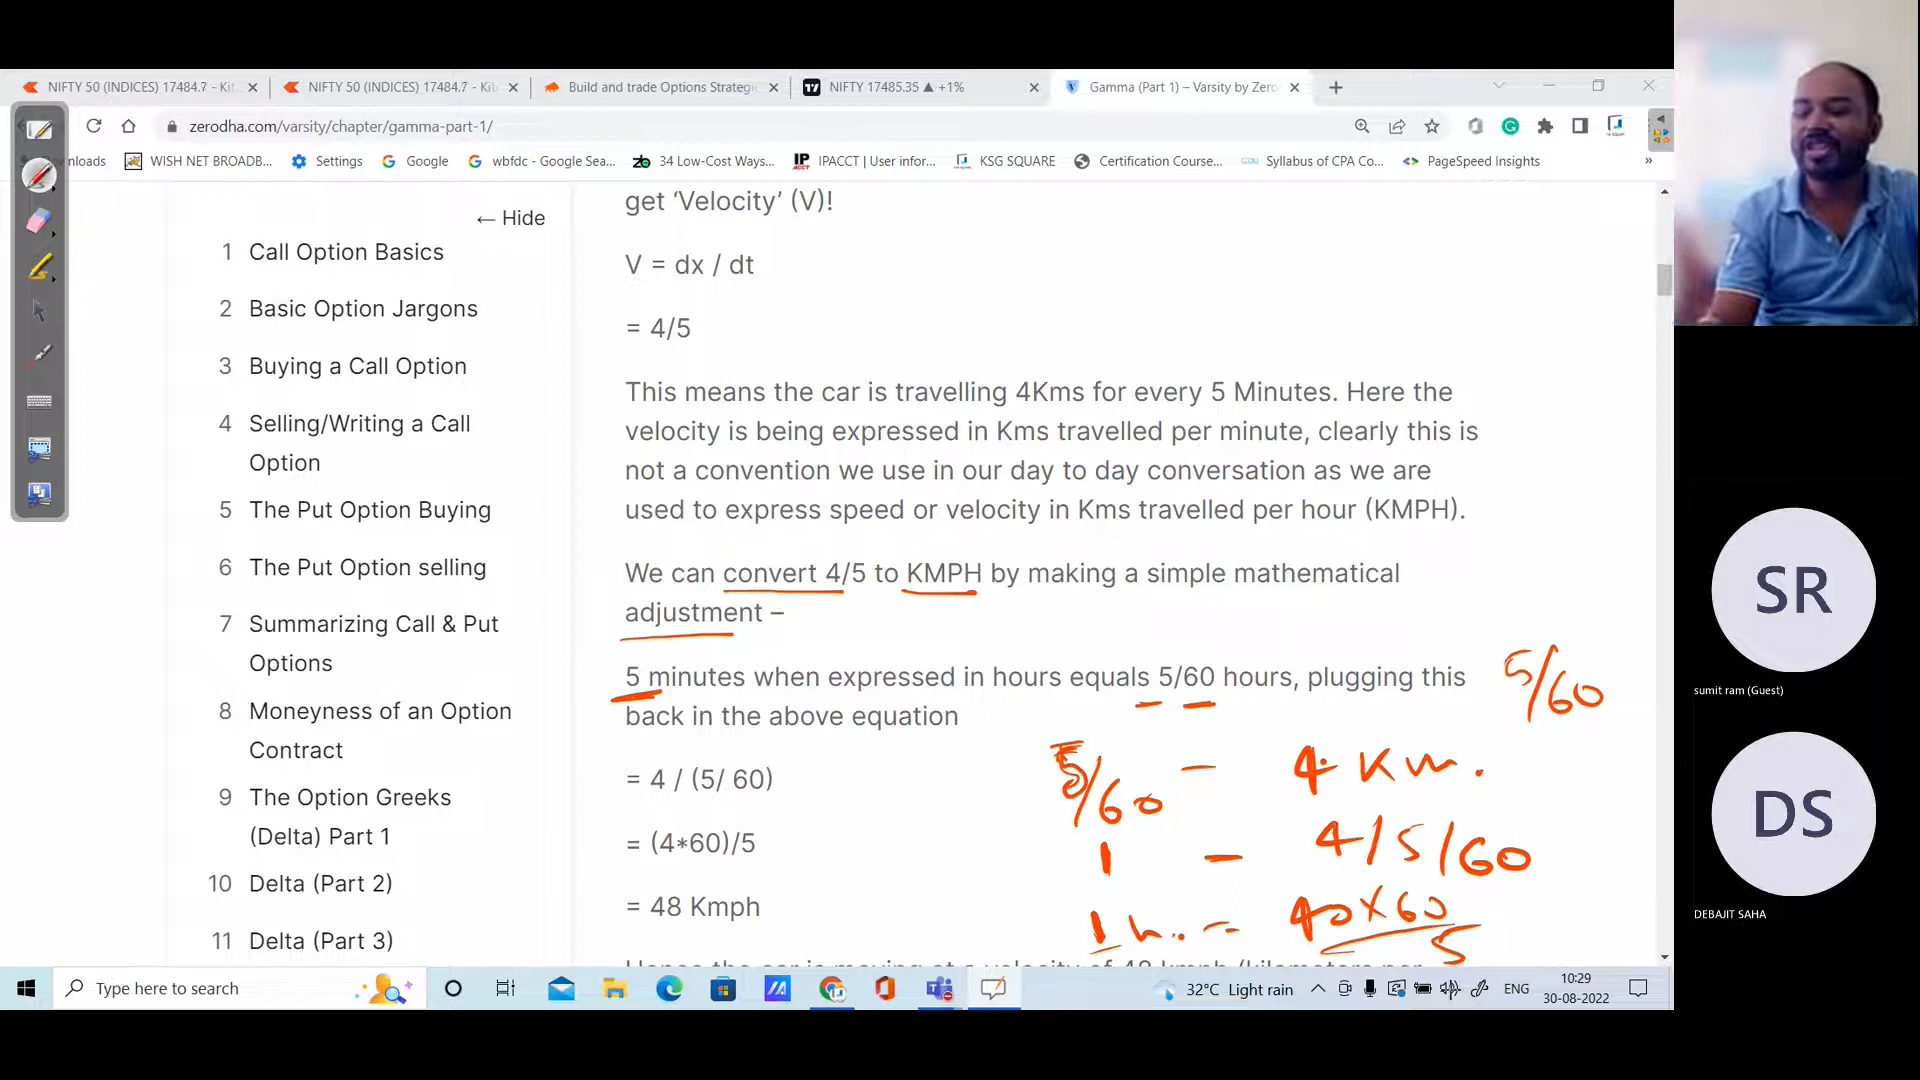 NIFTY 50 (INDICES) 17484.7 - Kit
NIFTY 50 (INDICES) 17484.7 - Kit
Build and trade Options Strategi
NIFTY 17485.35 ▲ +1%
Gamma (Part 1) – Varsity by Zero
zerodha.com/varsity/chapter/gamma-part-1/
WISH NET BROADB...
Settings
Google
wbfdc - Google Sea...
34 Low-Cost Ways...
IPACCT | User infor...
KSG SQUARE
Certification Course...
Syllabus of CPA Co...
PageSpeed Insights
»
← Hide
1 Call Option Basics
2 Basic Option Jargons
3 Buying a Call Option
4 Selling/Writing a Call
Option
5 The Put Option Buying
6 The Put Option selling
7 Summarizing Call & Put
Options
8 Moneyness of an Option
Contract
9 The Option Greeks
(Delta) Part 1
10 Delta (Part 2)
11 Delta (Part 3)
get ‘Velocity’ (V)!
V = dx / dt
= 4/5
This means the car is travelling 4Kms for every 5 Minutes. Here the
velocity is being expressed in Kms travelled per minute, clearly this is
not a convention we use in our day to day conversation as we are
used to express speed or velocity in Kms travelled per hour (KMPH).
We can convert 4/5 to KMPH by making a simple mathematical
adjustment –
5 minutes when expressed in hours equals 5/60 hours, plugging this
back in the above equation
= 4 / (5/ 60)
= (4*60)/5
= 48 Kmph
5/60
5/60 – 4 Km.
1 – 4/5/60
1 h. = 40×60
5
SR
sumit ram (Guest)
DS
DEBAJIT SAHA
Type here to search
32°C Light rain
ENG
10:29
30-08-2022